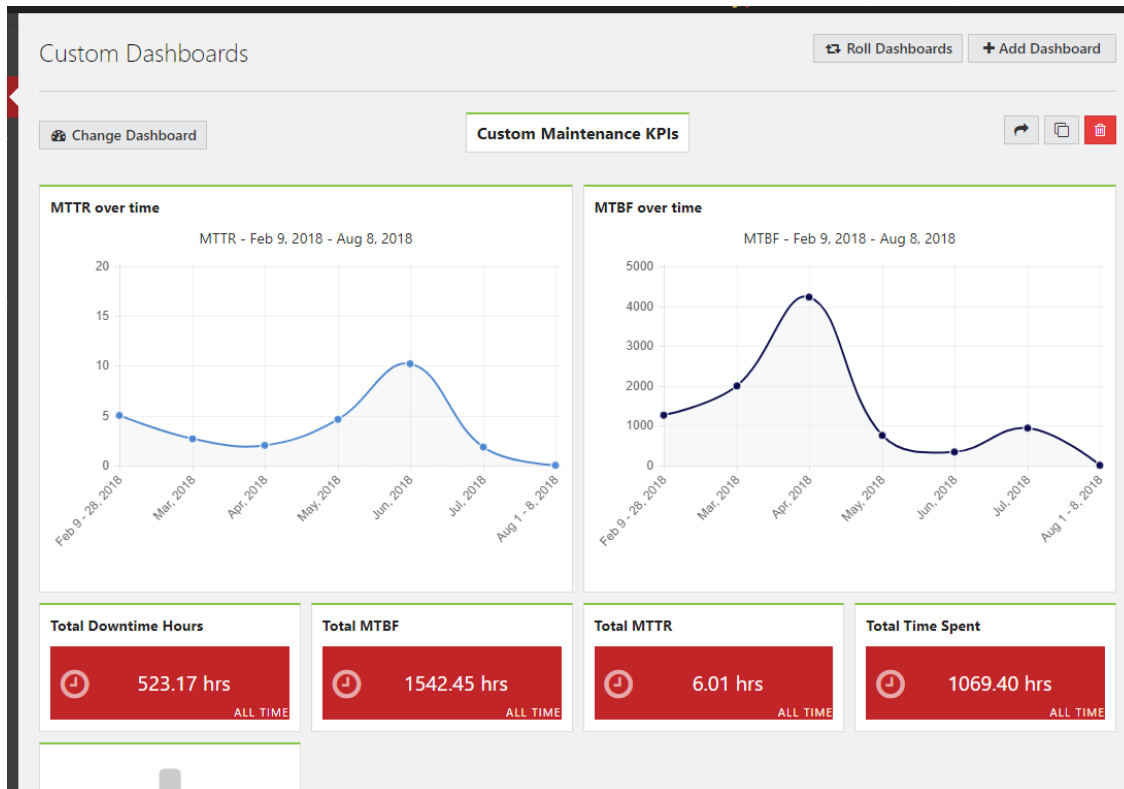 Custom Dashboards
Roll Dashboards
Add Dashboard
Change Dashboard
Custom Maintenance KPIs
MTTR over time
MTTR - Feb 9, 2018 - Aug 8, 2018
20
15
10
5
0
Feb 9 - 28, 2018
Mar, 2018
Apr, 2018
May, 2018
Jun, 2018
Jul, 2018
Aug 1 - 8, 2018
MTBF over time
MTBF - Feb 9, 2018 - Aug 8, 2018
5000
4000
3000
2000
1000
0
Feb 9 - 28, 2018
Mar, 2018
Apr, 2018
May, 2018
Jun, 2018
Jul, 2018
Aug 1 - 8, 2018
Total Downtime Hours
523.17 hrs
ALL TIME
Total MTBF
1542.45 hrs
ALL TIME
Total MTTR
6.01 hrs
ALL TIME
Total Time Spent
1069.40 hrs
ALL TIME